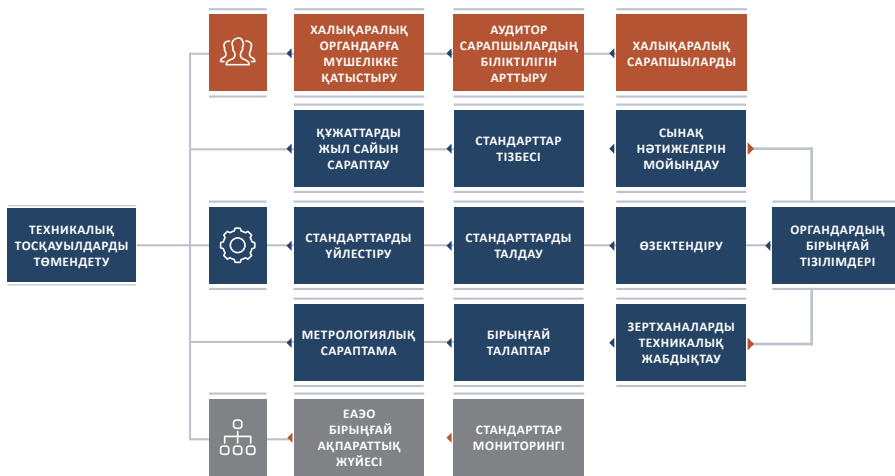 ХАЛЫҚАРАЛЫҚ
ОРГАНДАРҒА
МҮШЕЛІККЕ
ҚАТЫСТЫРУ
АУДИТОР
САРАПШЫЛАРДЫҢ
БІЛІКТІЛІГІН
АРТТЫРУ
ХАЛЫҚАРАЛЫҚ
САРАПШЫЛАРДЫ
ҚҰЖАТТАРДЫ
ЖЫЛ САЙЫН
САРАПТАУ
СТАНДАРТТАР
ТІЗБЕСІ
СЫНАҚ
НӘТИЖЕЛЕРІН
МОЙЫНДАУ
ТЕХНИКАЛЫҚ
ТОСҚАУЫЛДАРДЫ
ТӨМЕНДЕТУ
СТАНДАРТТАРДЫ
ҮЙЛЕСТІРУ
СТАНДАРТТАРДЫ
ТАЛДАУ
ӨЗЕКТЕНДІРУ
ОРГАНДАРДЫҢ
БІРЫҢҒАЙ
ТІЗІЛІМДЕРІ
МЕТРОЛОГИЯЛЫҚ
САРАПТАМА
БІРЫҢҒАЙ
ТАЛАПТАР
ЗЕРТХАНАЛАРДЫ
ТЕХНИКАЛЫҚ
ЖАБДЫҚТАУ
ЕАЭО
БІРЫҢҒАЙ
АҚПАРАТТЫҚ
ЖҮЙЕСІ
СТАНДАРТТАР
МОНИТОРИНГІ